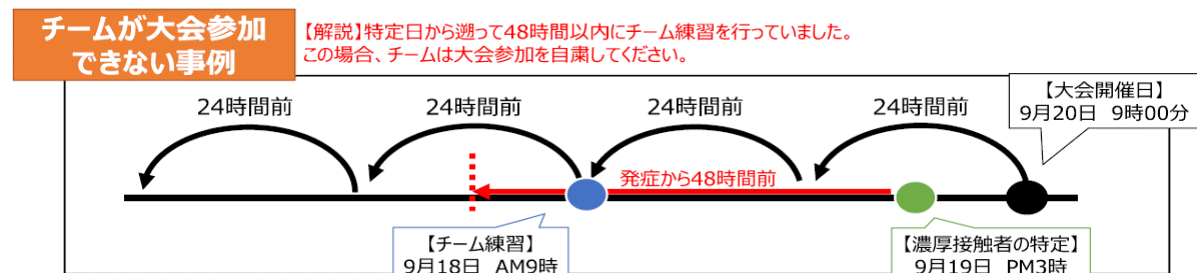 チームが大会参加
できない事例
【解説】特定日から遡って48時間以内にチーム練習を行っていました。
この場合、チームは大会参加を自粛してください。
24時間前
24時間前
24時間前
24時間前
【大会開催日】
9月20日 9時00分
発症から48時間前
【チーム練習】
9月18日 AM9時
【濃厚接触者の特定】
9月19日 PM3時